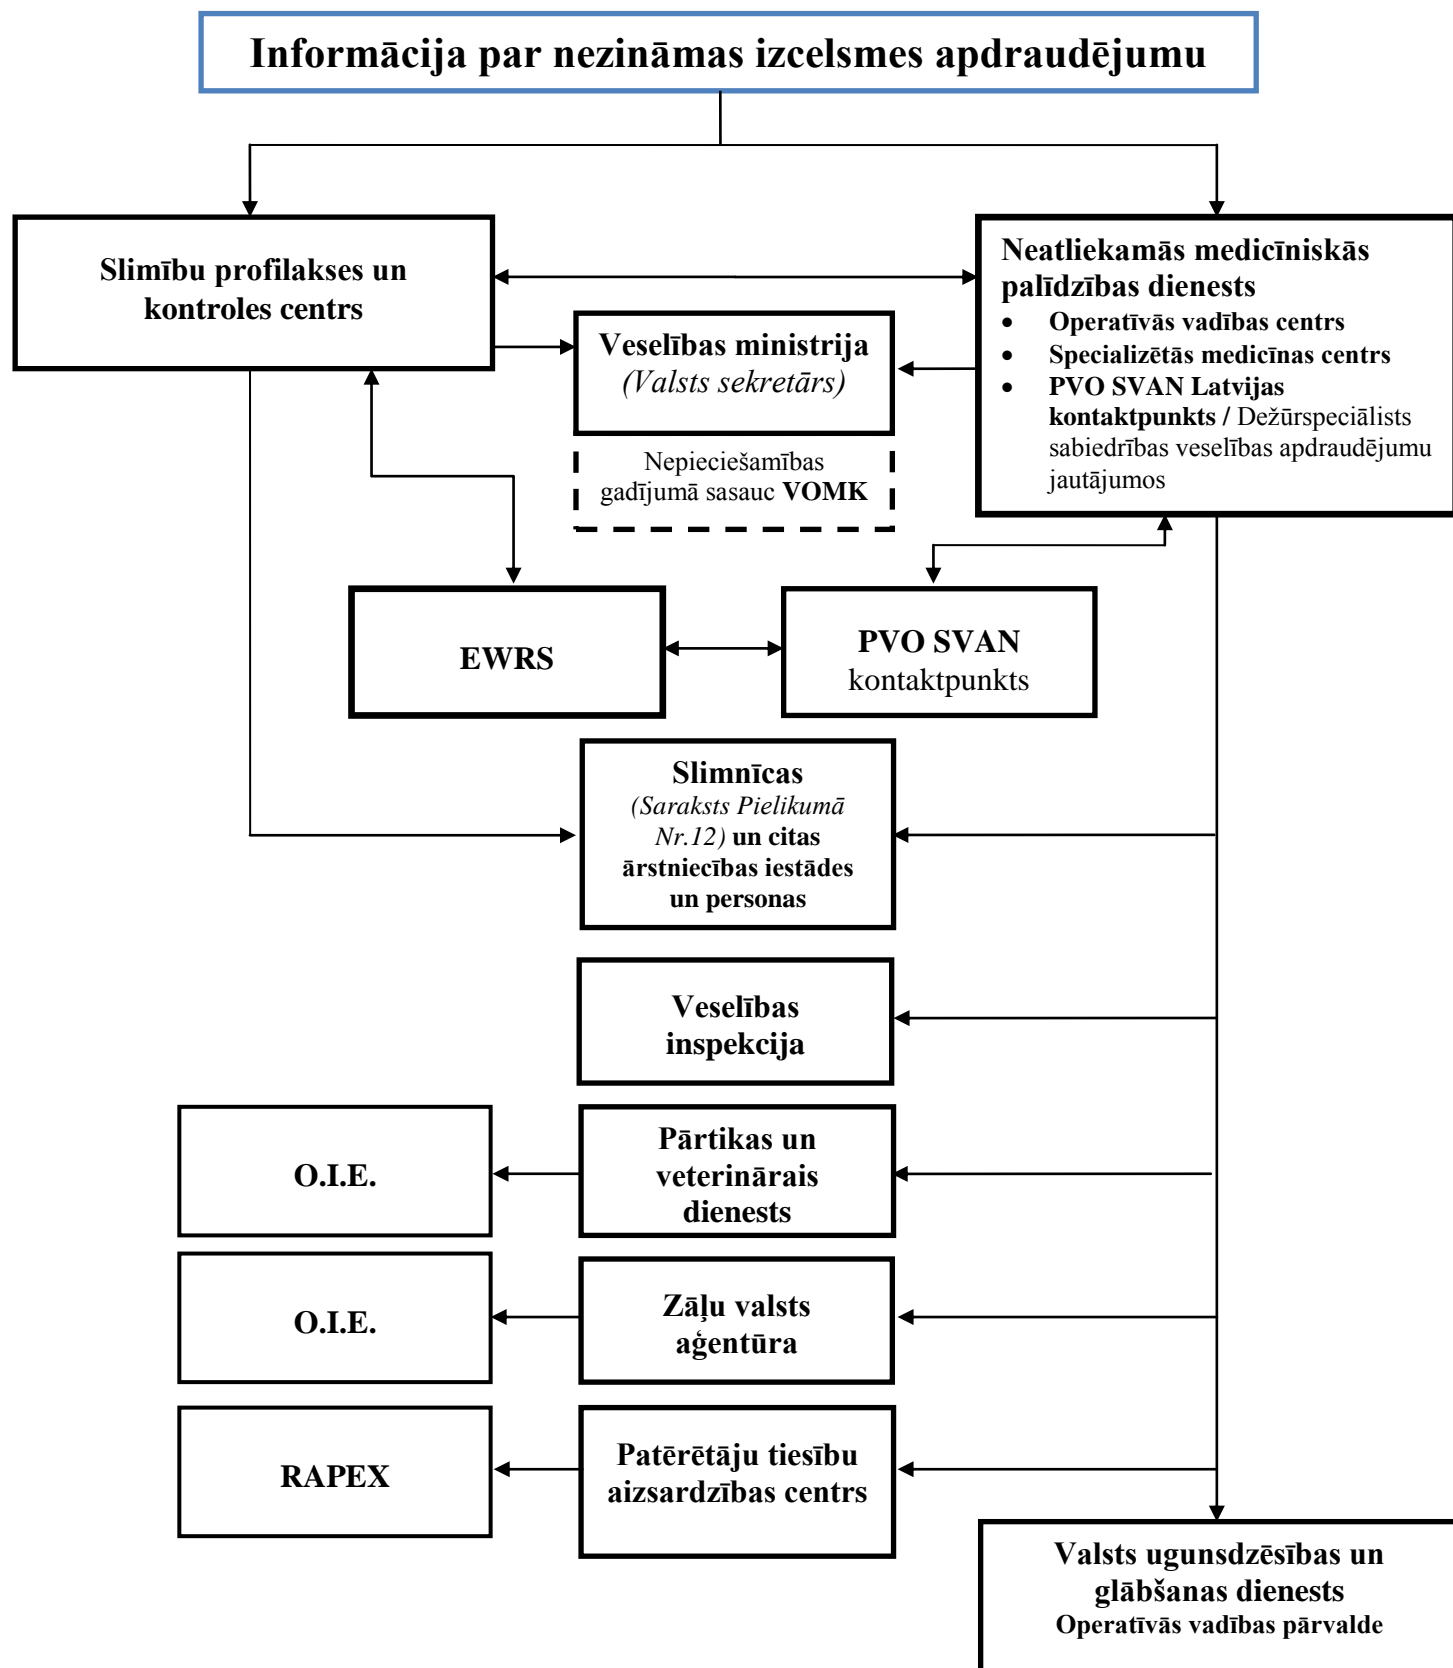 Informācija par nezināmas izcelsmes apdraudējumu
Slimību profilakses un
kontroles centrs
Neatliekamās medicīniskās
palīdzības dienests
• Operatīvās vadības centrs
• Specializētās medicīnas centrs
• PVO SVAN Latvijas
kontaktpunkts / Dežūrspeciālists
sabiedrības veselības apdraudējumu
jautājumos
Veselības ministrija
(Valsts sekretārs)
Nepieciešamības
gadījumā sasauc VOMK
EWRS
PVO SVAN
kontaktpunkts
Slimnīcas
(Saraksts Pielikumā
Nr.12) un citas
ārstniecības iestādes
un personas
Veselības
inspekcija
O.I.E.
Pārtikas un
veterinārais
dienests
O.I.E.
Zāļu valsts
aģentūra
RAPEX
Patērētāju tiesību
aizsardzības centrs
Valsts ugunsdzēsības un
glābšanas dienests
Operatīvās vadības pārvalde